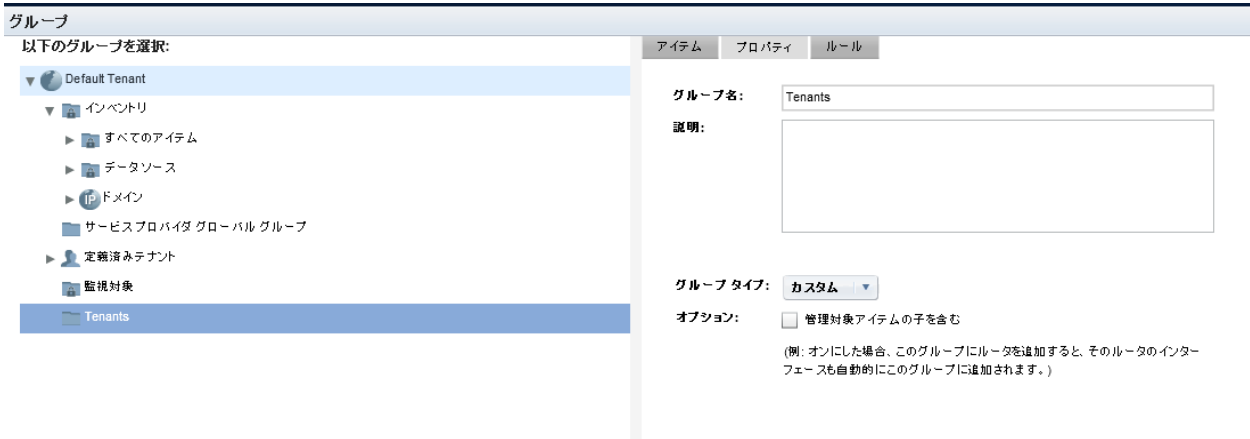 グループ
以下のグループを選択:
Default Tenant
インベントリ
すべてのアイテム
データソース
IP ドメイン
サービスプロバイダ グローバル グループ
定義済みテナント
監視対象
Tenants
アイテム プロパティ ルール
グループ名: Tenants
説明:
グループ タイプ: カスタム
オプション: 管理対象アイテムの子を含む
(例: オンにした場合、このグループにルータを追加すると、そのルータのインター
フェースも自動的にこのグループに追加されます。)